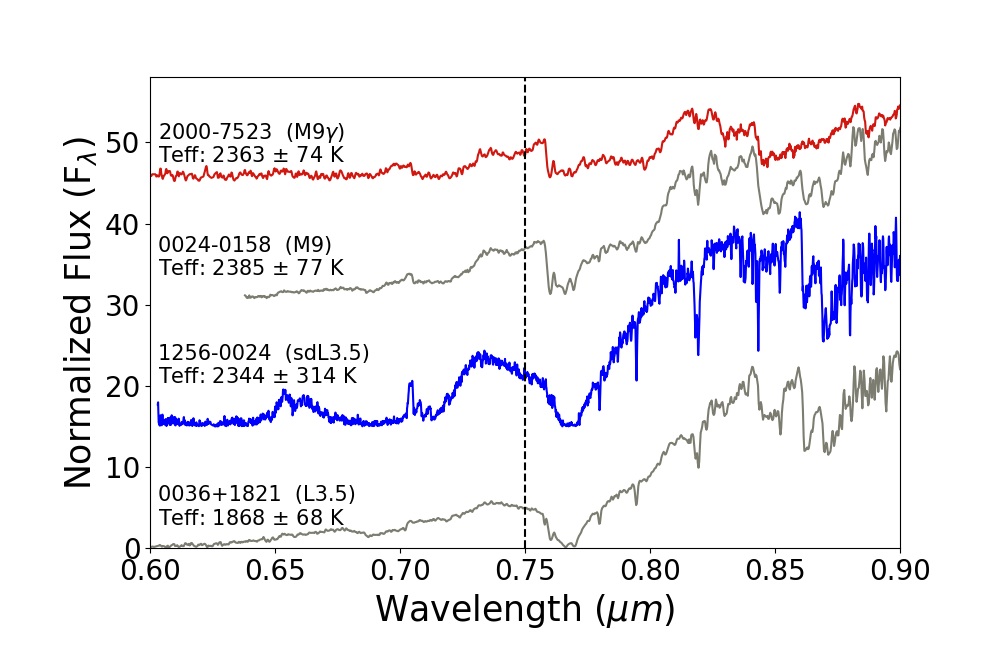 Normalized Flux (Fλ)
50
40
30
20
10
0
2000-7523 (M9γ)
Teff: 2363 ± 74 K
0024-0158 (M9)
Teff: 2385 ± 77 K
1256-0024 (sdL3.5)
Teff: 2344 ± 314 K
0036+1821 (L3.5)
Teff: 1868 ± 68 K
0.60 0.65 0.70 0.75 0.80 0.85 0.90
Wavelength (μm)